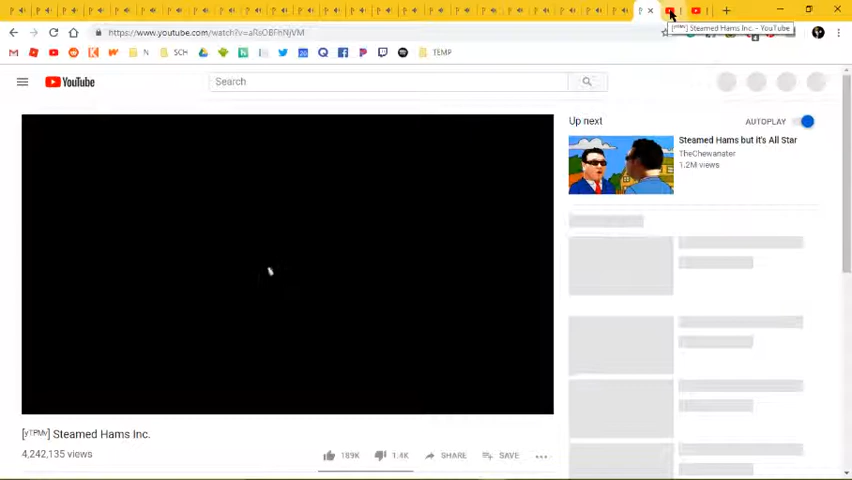 https://www.youtube.com/watch?v=aRsOBFhNjVM
[ʸᵀᴾᴹᵛ] Steamed Hams Inc. - YouTube
N
SCH
TEMP
YouTube
Search
Up next
AUTOPLAY
Steamed Hams but it's All Star
TheChewanater
1.2M views
[ʸᵀᴾᴹᵛ] Steamed Hams Inc.
4,242,135 views
189K
1.4K
SHARE
SAVE